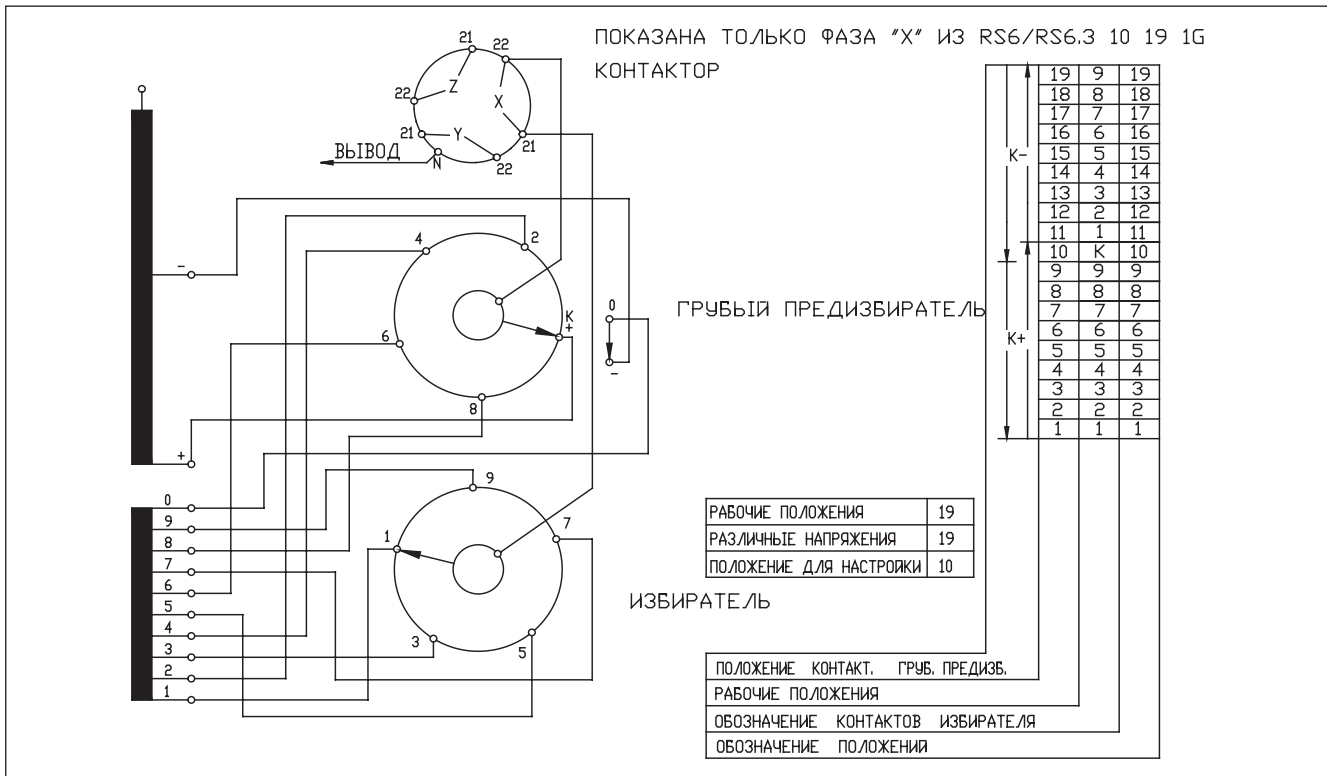 ПОКАЗАНА ТОЛЬКО ФАЗА "X" ИЗ RS6/RS6.3 10 19 1G
КОНТАКТОР
21
22
22
Z
X
21
Y
21
22
N
ВЫВОД
-
+
4
2
6
K
+
8
0
-
ГРУБЫЙ ПРЕДИЗБИРАТЕЛЬ
0
9
8
7
6
5
4
3
2
1
9
1
7
3
5
ИЗБИРАТЕЛЬ
K-
K+
19 9 19
18 8 18
17 7 17
16 6 16
15 5 15
14 4 14
13 3 13
12 2 12
11 1 11
10 K 10
9 9 9
8 8 8
7 7 7
6 6 6
5 5 5
4 4 4
3 3 3
2 2 2
1 1 1
РАБОЧИЕ ПОЛОЖЕНИЯ 19
РАЗЛИЧНЫЕ НАПРЯЖЕНИЯ 19
ПОЛОЖЕНИЕ ДЛЯ НАСТРОЙКИ 10
ПОЛОЖЕНИЕ КОНТАКТ. ГРУБ. ПРЕДИЗБ.
РАБОЧИЕ ПОЛОЖЕНИЯ
ОБОЗНАЧЕНИЕ КОНТАКТОВ ИЗБИРАТЕЛЯ
ОБОЗНАЧЕНИЕ ПОЛОЖЕНИЙ